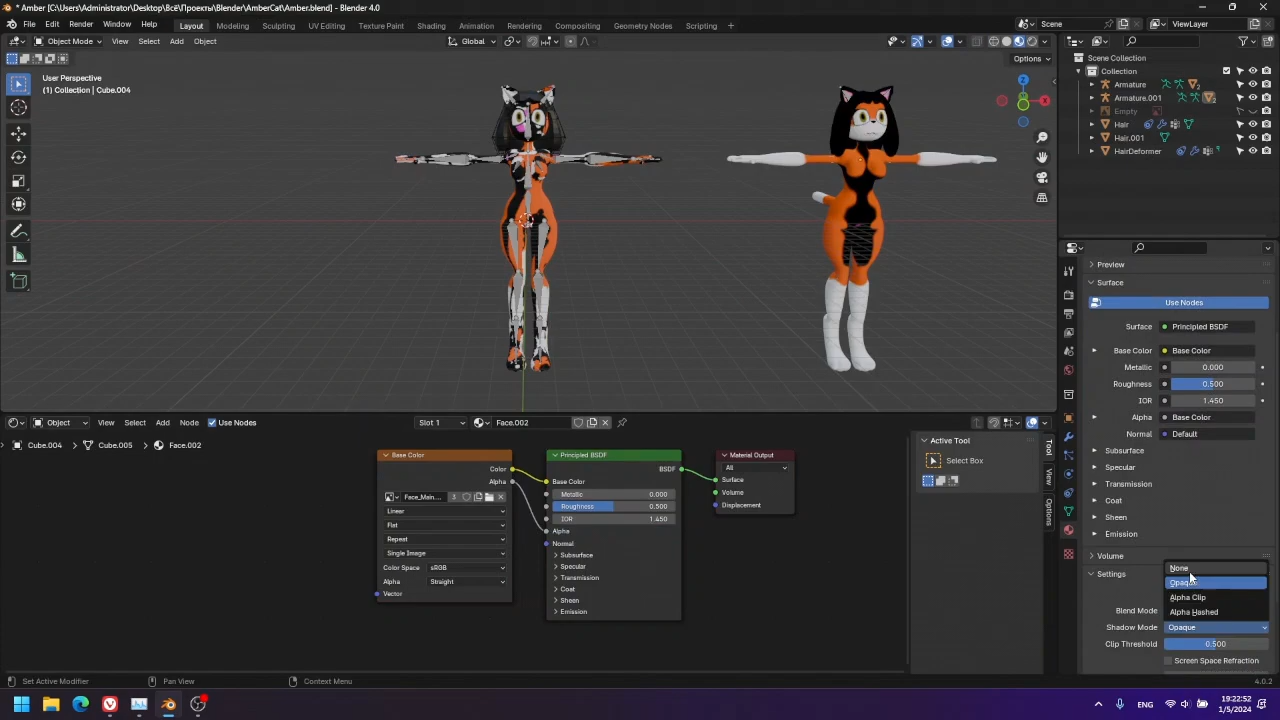 * Amber [C:\Users\Administrator\Desktop\Всё\Проекты\Blender\AmberCat\Amber.blend] - Blender 4.0
File Edit Render Window Help Layout Modeling Sculpting UV Editing Texture Paint Shading Animation Rendering Compositing Geometry Nodes Scripting + Scene ViewLayer
Object Mode View Select Add Object Global
Options
User Perspective
(1) Collection | Cube.004
Z
X
Scene Collection
Collection
Armature
Armature.001
Empty
Hair
Hair.001
HairDeformer
Preview
Surface
Use Nodes
Surface Principled BSDF
Base Color Base Color
Metallic 0.000
Roughness 0.500
IOR 1.450
Alpha Base Color
Normal Default
Subsurface
Specular
Transmission
Coat
Sheen
Emission
Volume
Settings
None
Opaque
Alpha Clip
Alpha Hashed
Blend Mode
Shadow Mode Opaque
Clip Threshold 0.500
Screen Space Refraction
Object View Select Add Node Use Nodes Slot 1 Face.002
Cube.004 > Cube.005 > Face.002
Base Color
Color
Alpha
Face_Main... 3
Linear
Flat
Repeat
Single Image
Color Space sRGB
Alpha Straight
Vector
Principled BSDF
BSDF
Base Color
Metallic 0.000
Roughness 0.500
IOR 1.450
Alpha
Normal
Subsurface
Specular
Transmission
Coat
Sheen
Emission
Material Output
All
Surface
Volume
Displacement
Active Tool
Select Box
Tool
View
Options
Set Active Modifier Pan View Context Menu 4.0.2
ENG 19:22:52
1/5/2024